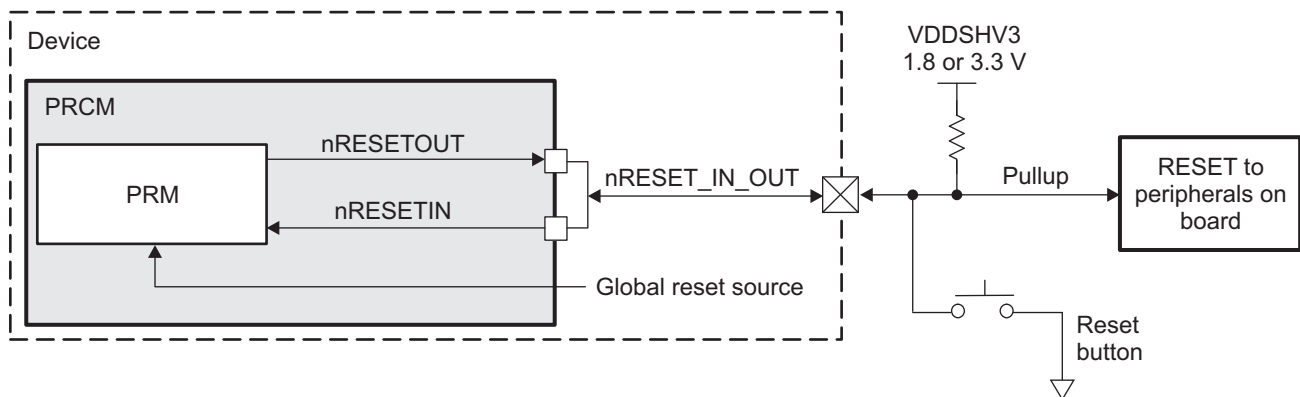 Device
VDDSHV3
1.8 or 3.3 V
PRCM
nRESETOUT
PRM
nRESETIN
nRESET_IN_OUT
Pullup
RESET to
peripherals on
board
Global reset source
Reset
button